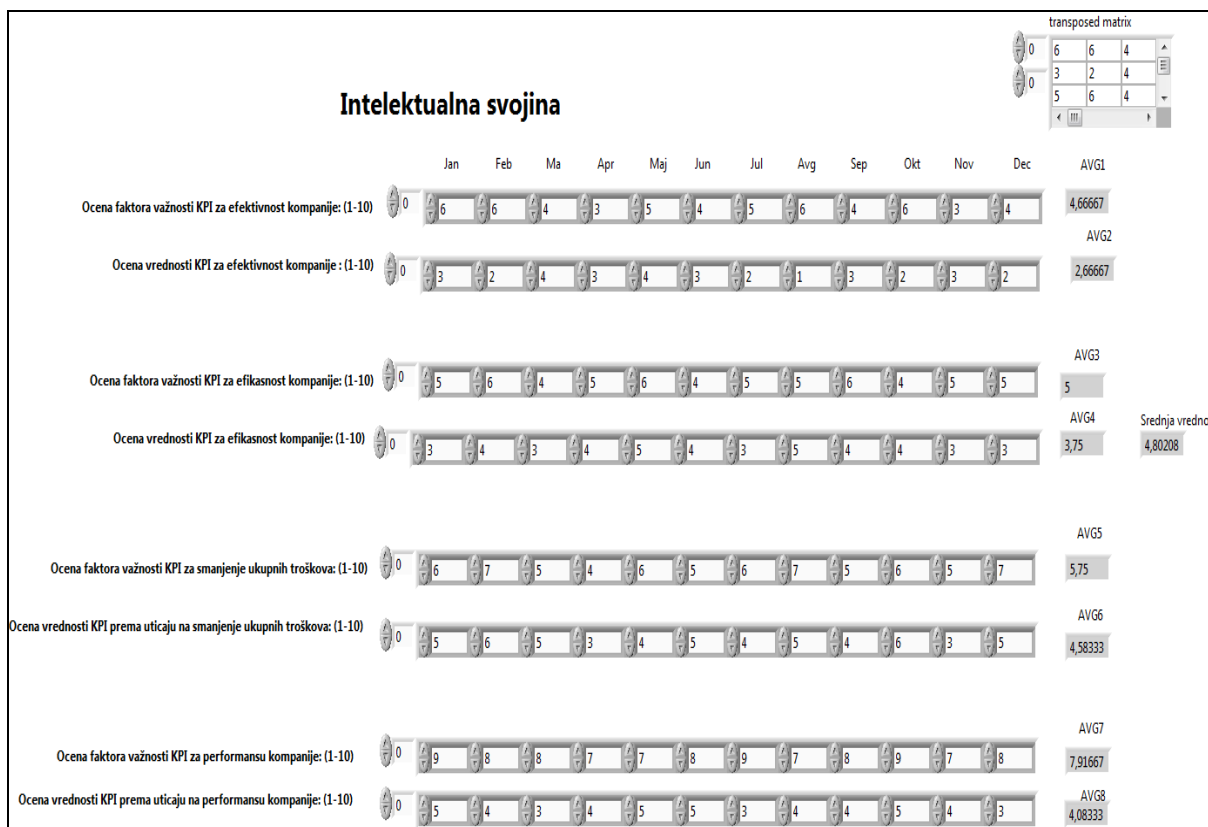 transposed matrix
0 6 6 4
0 3 2 4
5 6 4
Intelektualna svojina
Jan Feb Ma Apr Maj Jun Jul Avg Sep Okt Nov Dec AVG1
Ocena faktora važnosti KPI za efektivnost kompanije: (1-10) 0 6 6 4 3 5 4 5 6 4 6 3 4 4,66667
AVG2
Ocena vrednosti KPI za efektivnost kompanije : (1-10) 0 3 2 4 3 4 3 2 1 3 2 3 2 2,66667
AVG3
Ocena faktora važnosti KPI za efikasnost kompanije: (1-10) 0 5 6 4 5 6 4 5 5 6 4 5 5 5
AVG4 Srednja vredno
Ocena vrednosti KPI za efikasnost kompanije: (1-10) 0 3 4 3 4 5 4 3 5 4 4 3 3 3,75 4,80208
AVG5
Ocena faktora važnosti KPI za smanjenje ukupnih troškova: (1-10) 0 6 7 5 4 6 5 6 7 5 6 5 7 5,75
AVG6
Ocena vrednosti KPI prema uticaju na smanjenje ukupnih troškova: (1-10) 0 5 6 5 3 4 5 4 5 4 6 3 5 4,58333
AVG7
Ocena faktora važnosti KPI za performansu kompanije: (1-10) 0 9 8 8 7 7 8 9 7 8 9 7 8 7,91667
AVG8
Ocena vrednosti KPI prema uticaju na performansu kompanije: (1-10) 0 5 4 3 4 5 5 3 4 4 5 4 3 4,08333